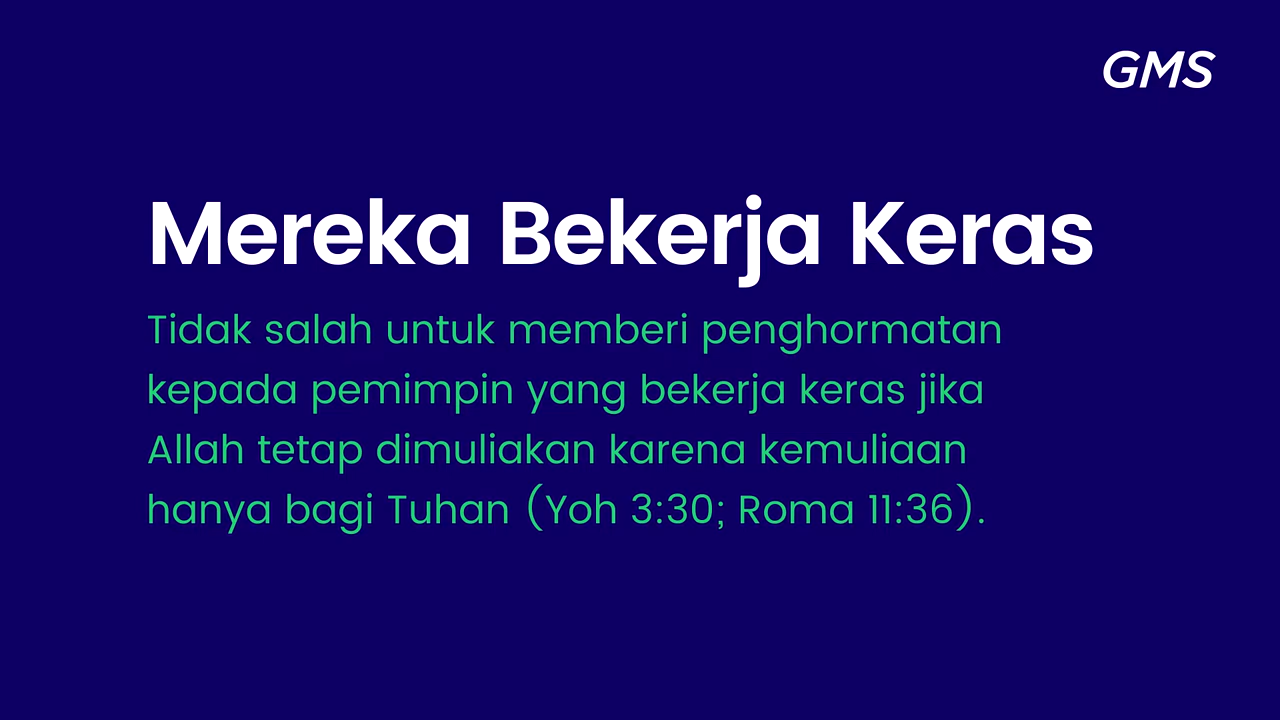 GMS
Mereka Bekerja Keras
Tidak salah untuk memberi penghormatan
kepada pemimpin yang bekerja keras jika
Allah tetap dimuliakan karena kemuliaan
hanya bagi Tuhan (Yoh 3:30; Roma 11:36).